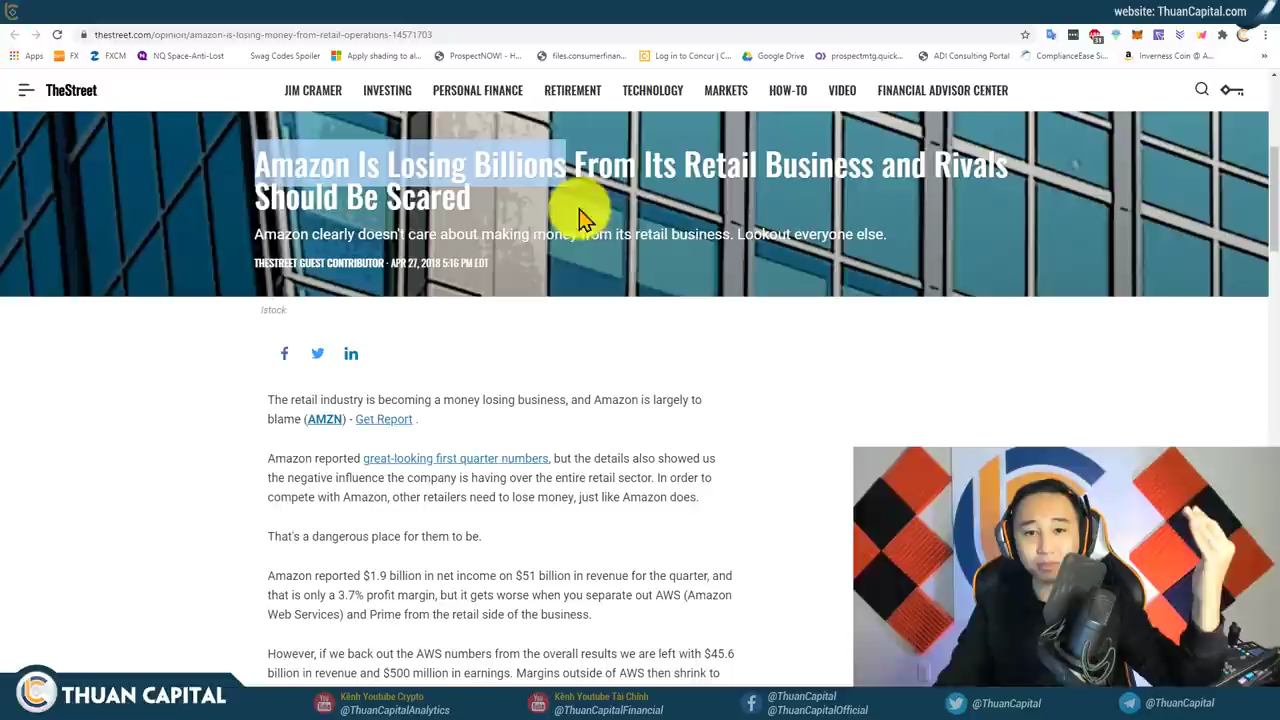 website: ThuanCapital.com
thestreet.com/opinion/amazon-is-losing-money-from-retail-operations-14571703
Apps FX FXCM NQ Space-Anti-Lost Swag Codes Spoiler Apply shading to al... ProspectNOW! - H... files.consumerfinan... Log in to Concur | C... Google Drive prospectmtg.quick... ADI Consulting Portal ComplianceEase Si... Inverness Coin @ A... »
TheStreet JIM CRAMER INVESTING PERSONAL FINANCE RETIREMENT TECHNOLOGY MARKETS HOW-TO VIDEO FINANCIAL ADVISOR CENTER
Amazon Is Losing Billions From Its Retail Business and Rivals
Should Be Scared
Amazon clearly doesn't care about making money from its retail business. Lookout everyone else.
THESTREET GUEST CONTRIBUTOR · APR 27, 2018 5:16 PM EDT
Istock
The retail industry is becoming a money losing business, and Amazon is largely to
blame (AMZN) - Get Report .
Amazon reported great-looking first quarter numbers, but the details also showed us
the negative influence the company is having over the entire retail sector. In order to
compete with Amazon, other retailers need to lose money, just like Amazon does.
That's a dangerous place for them to be.
Amazon reported $1.9 billion in net income on $51 billion in revenue for the quarter, and
that is only a 3.7% profit margin, but it gets worse when you separate out AWS (Amazon
Web Services) and Prime from the retail side of the business.
However, if we back out the AWS numbers from the overall results we are left with $45.6
billion in revenue and $500 million in earnings. Margins outside of AWS then shrink to
THUAN CAPITAL
Kênh Youtube Crypto
@ThuanCapitalAnalytics
Kênh Youtube Tài Chính
@ThuanCapitalFinancial
@ThuanCapital
@ThuanCapitalOfficial
@ThuanCapital
@ThuanCapital